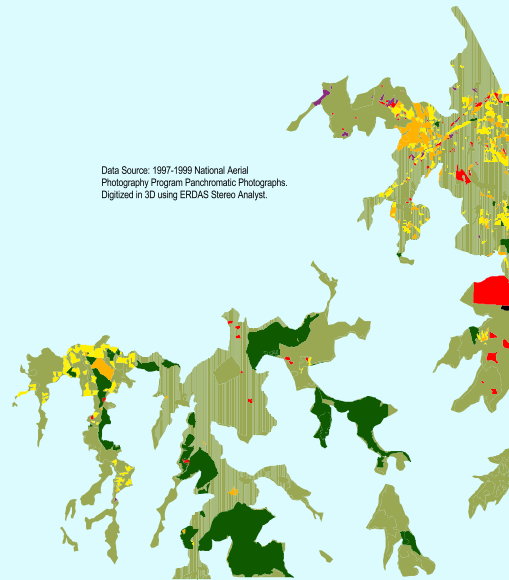 Data Source: 1997-1999 National Aerial
Photography Program Panchromatic Photographs.
Digitized in 3D using ERDAS Stereo Analyst.